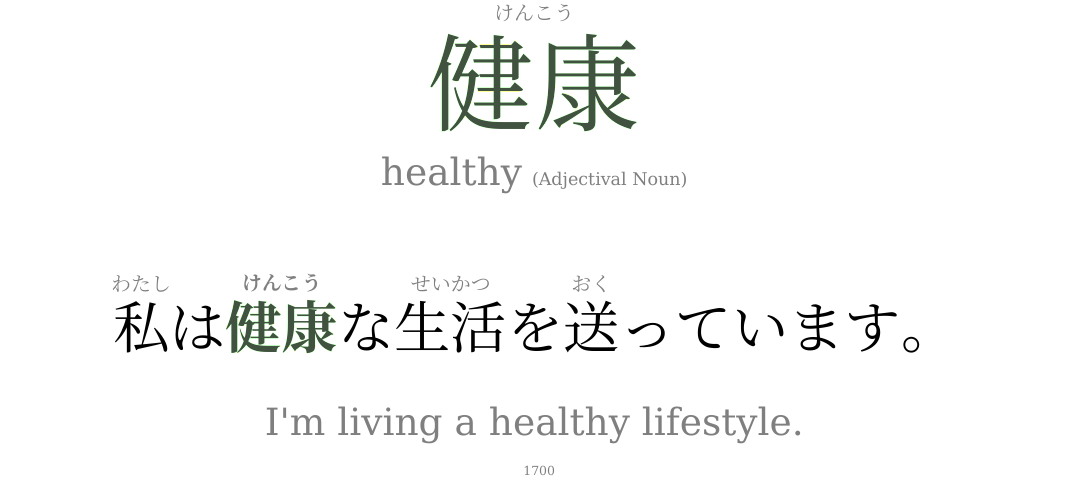 けんこう
健康
healthy (Adjectival Noun)
わたし けんこう せいかつ おく
私は健康な生活を送っています。
I'm living a healthy lifestyle.
1700